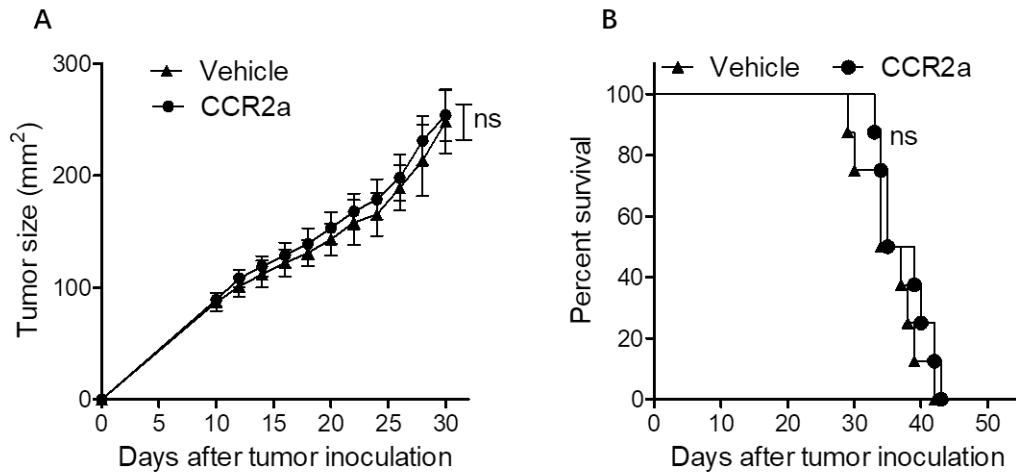 A
Vehicle
CCR2a
ns
300
200
100
0
Tumor size (mm²)
0 5 10 15 20 25 30
Days after tumor inoculation
B
Vehicle CCR2a
ns
100
80
60
40
20
0
Percent survival
0 10 20 30 40 50
Days after tumor inoculation